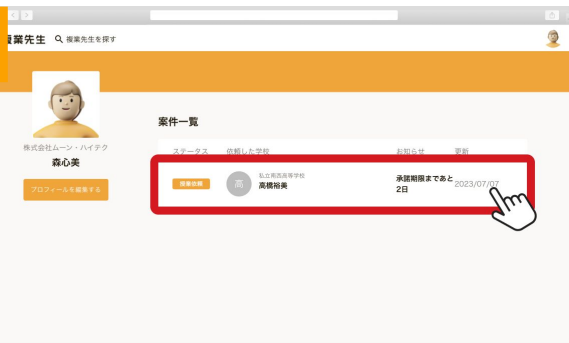 複業先生 複業先生を探す
案件一覧
株式会社ムーン・ハイテク
森心美
プロフィールを編集する
ステータス 依頼した学校 お知らせ 更新
授業依頼
高
私立南西高等学校
高橋裕美
承諾期限まであと
2日
2023/07/07